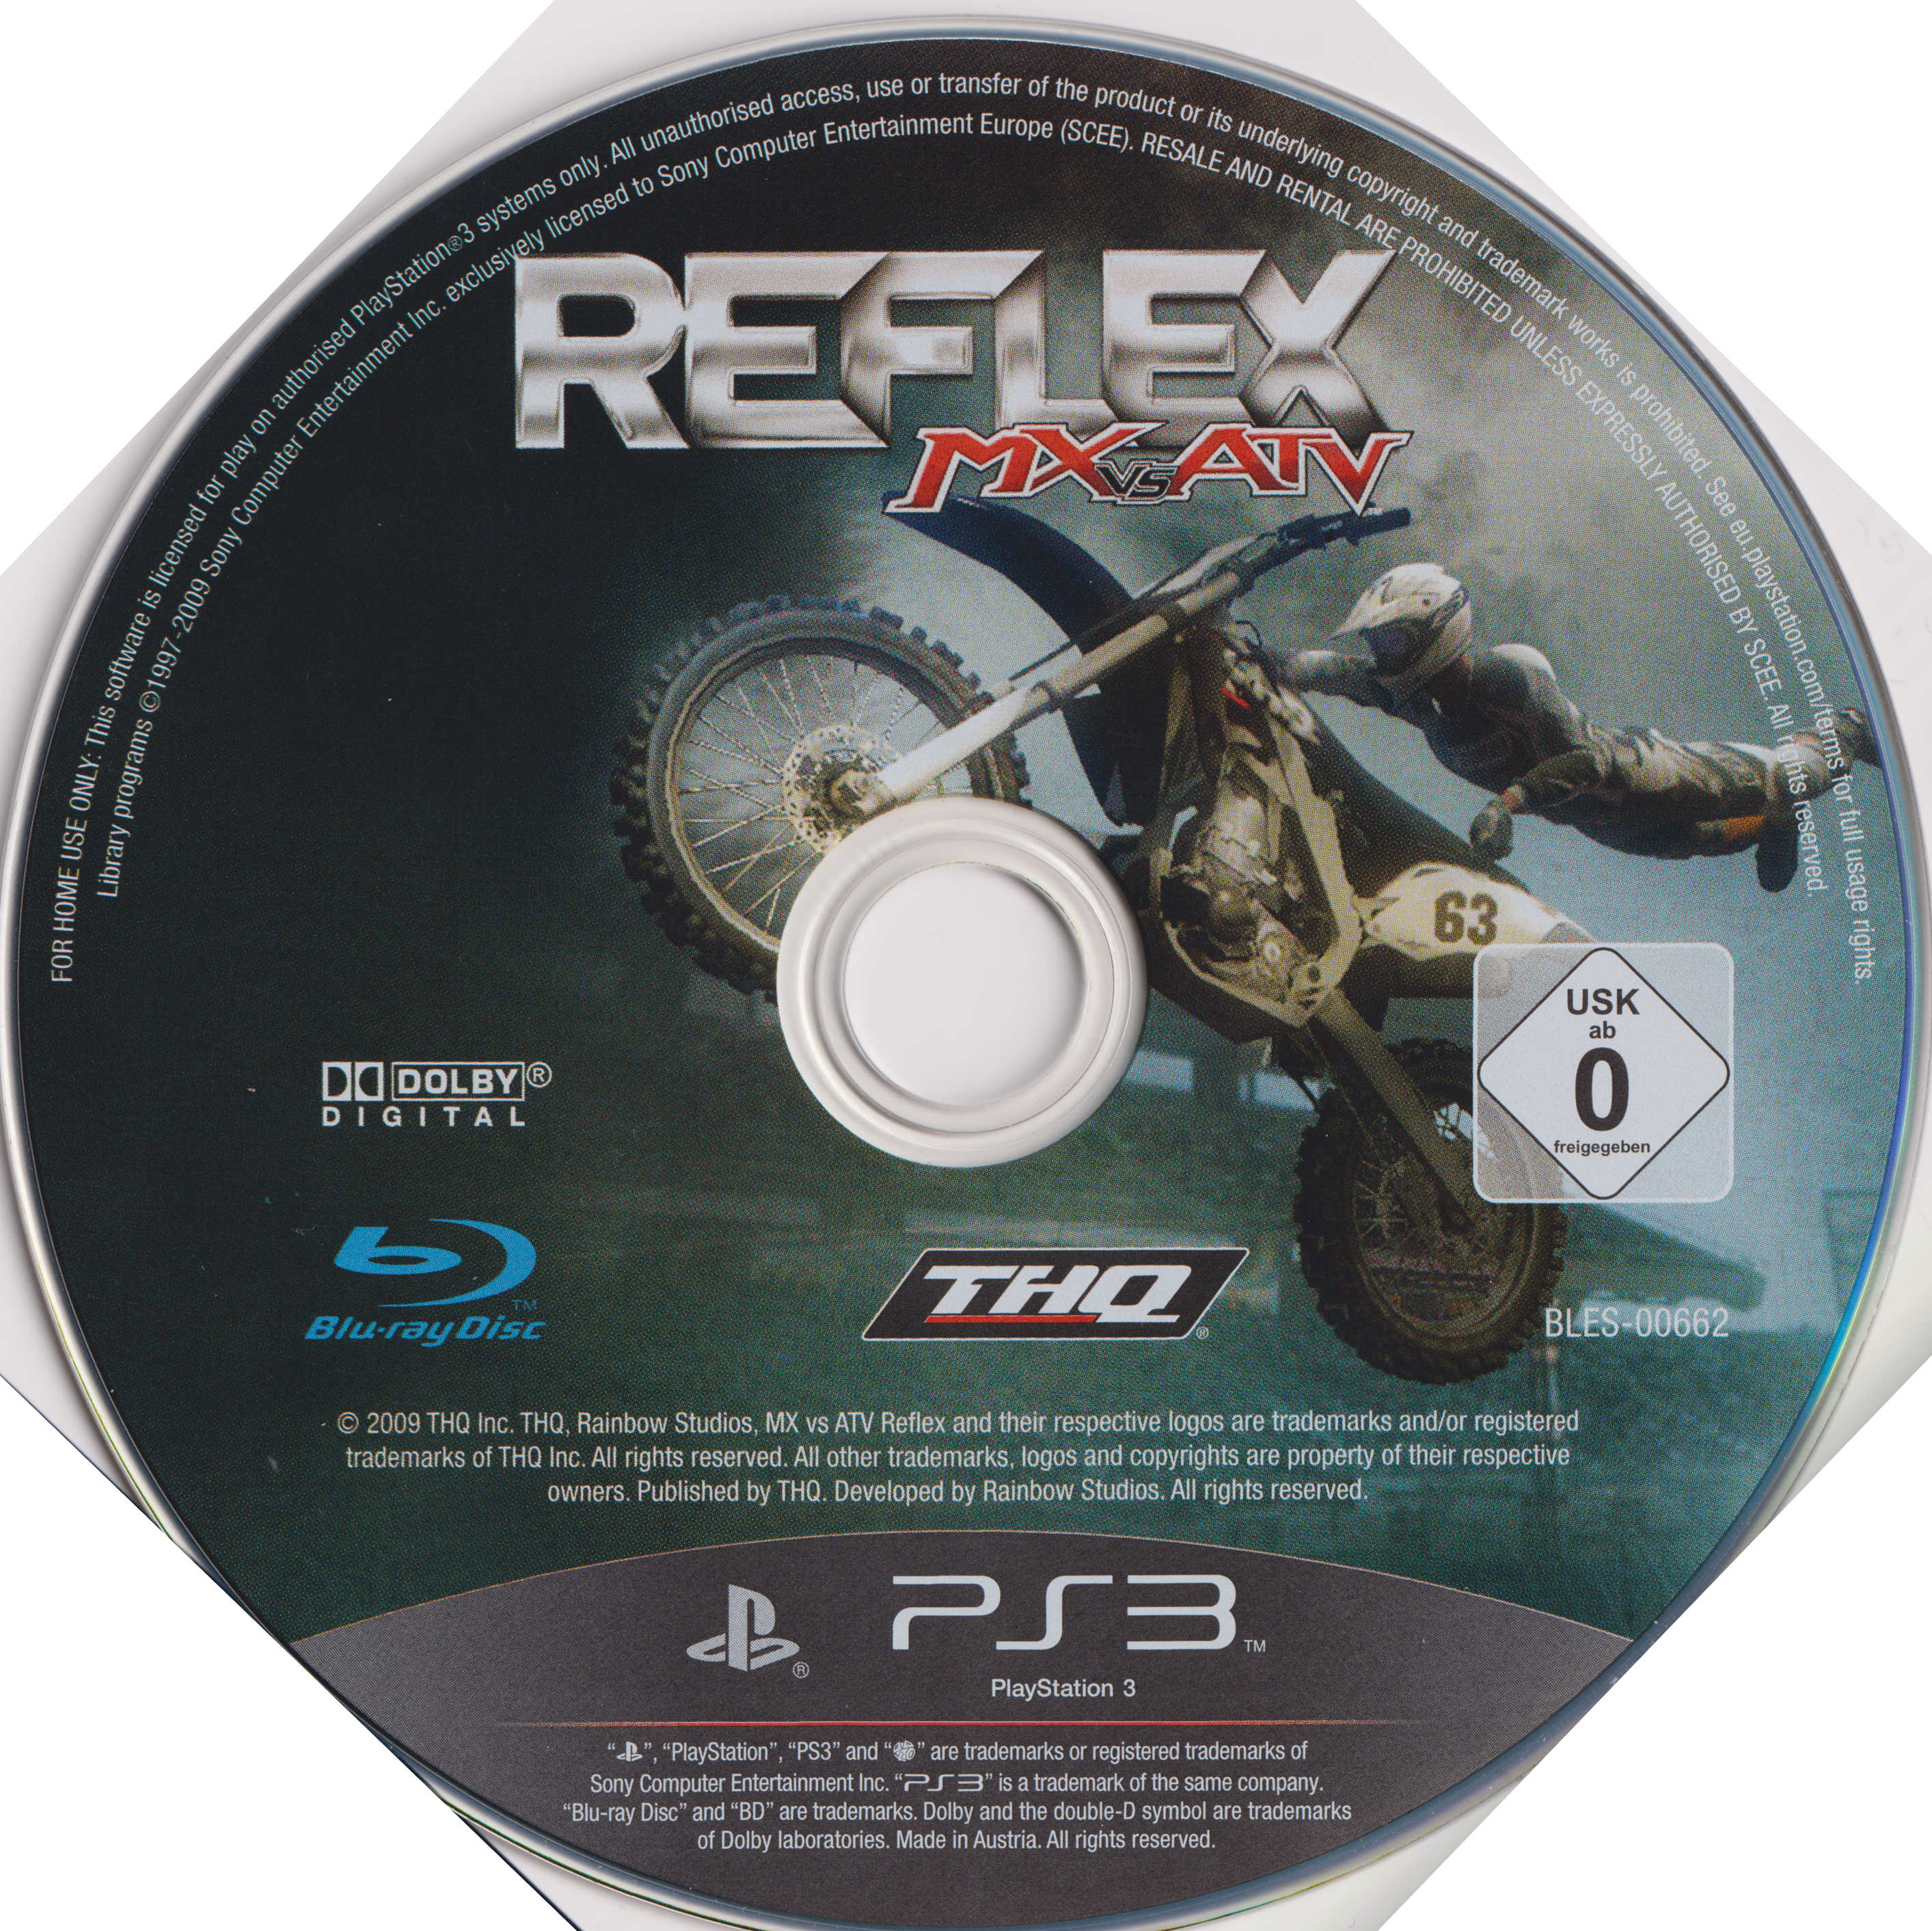 FOR HOME USE ONLY: This software is licensed for play on authorised PlayStation®3 systems only. All unauthorised access, use or transfer of the product or its underlying copyright and trademark works is prohibited. See eu.playstation.com/terms for full usage rights.
Library programs ©1997-2009 Sony Computer Entertainment Inc. exclusively licensed to Sony Computer Entertainment Europe (SCEE). RESALE AND RENTAL ARE PROHIBITED UNLESS EXPRESSLY AUTHORISED BY SCEE. All rights reserved.
REFLEX
MX vs ATV
63
USK
ab
0
freigegeben
DOLBY®
DIGITAL
Blu-ray Disc™
THQ®
BLES-00662
© 2009 THQ Inc. THQ, Rainbow Studios, MX vs ATV Reflex and their respective logos are trademarks and/or registered
trademarks of THQ Inc. All rights reserved. All other trademarks, logos and copyrights are property of their respective
owners. Published by THQ. Developed by Rainbow Studios. All rights reserved.
® PS3™
PlayStation 3
“ ”, “PlayStation”, “PS3” and “ ” are trademarks or registered trademarks of
Sony Computer Entertainment Inc. “PS3” is a trademark of the same company.
“Blu-ray Disc” and “BD” are trademarks. Dolby and the double-D symbol are trademarks
of Dolby laboratories. Made in Austria. All rights reserved.